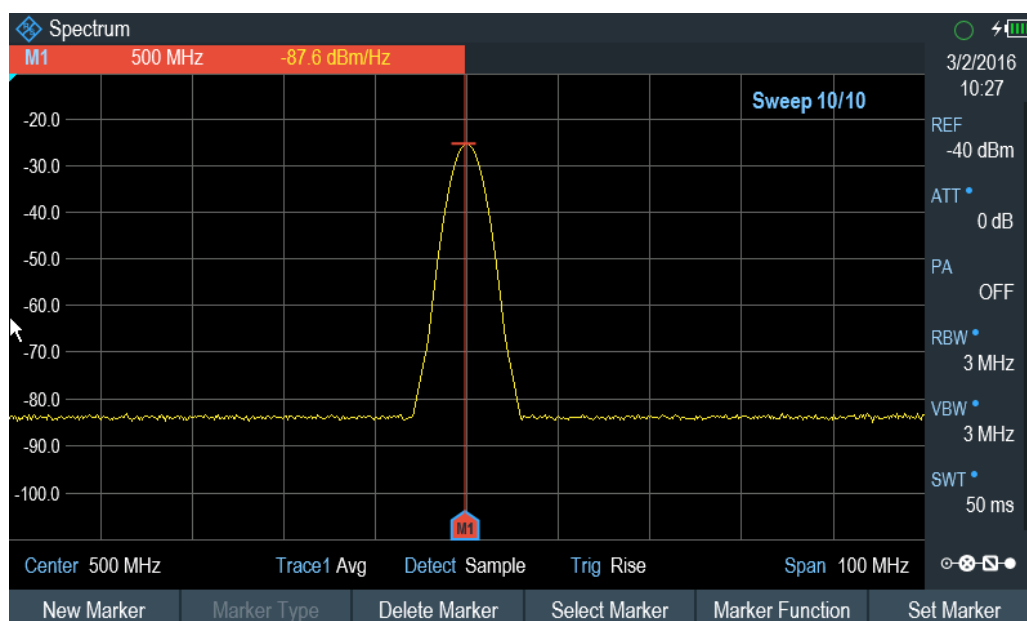 Spectrum
M1 500 MHz -87.6 dBm/Hz
3/2/2016
10:27
Sweep 10/10
-20.0
-30.0
-40.0
-50.0
-60.0
-70.0
-80.0
-90.0
-100.0
M1
REF
-40 dBm
ATT
0 dB
PA
OFF
RBW
3 MHz
VBW
3 MHz
SWT
50 ms
Center 500 MHz Trace1 Avg Detect Sample Trig Rise Span 100 MHz
New Marker Marker Type Delete Marker Select Marker Marker Function Set Marker